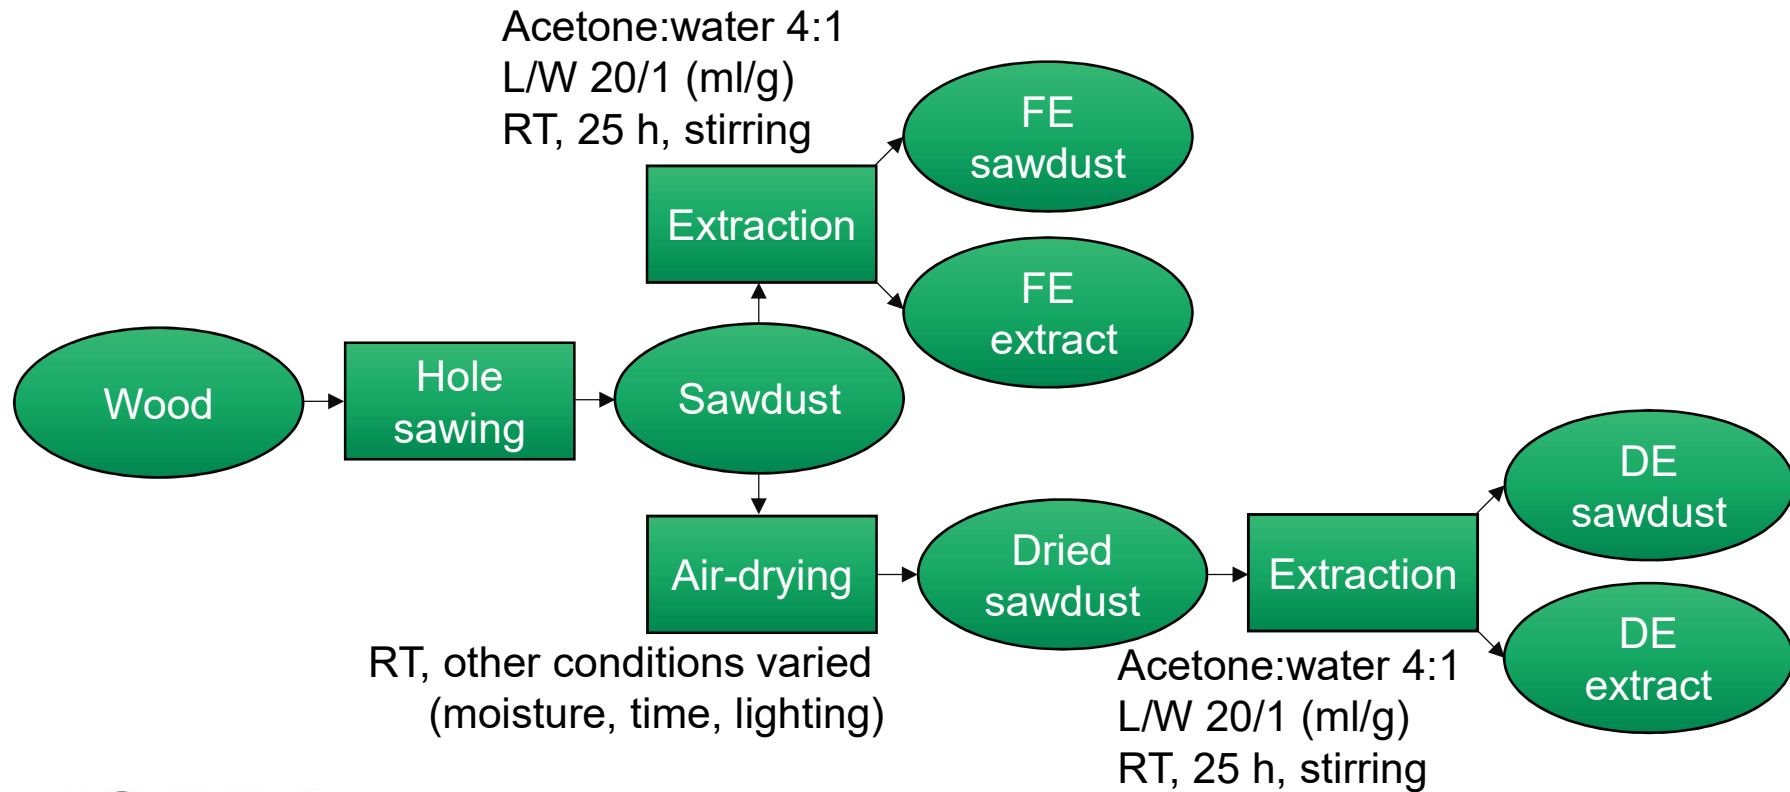 Acetone:water 4:1
L/W 20/1 (ml/g)
RT, 25 h, stirring
FE
sawdust
Extraction
FE
extract
Wood
Hole
sawing
Sawdust
Air-drying
RT, other conditions varied
(moisture, time, lighting)
Dried
sawdust
Extraction
Acetone:water 4:1
L/W 20/1 (ml/g)
RT, 25 h, stirring
DE
sawdust
DE
extract